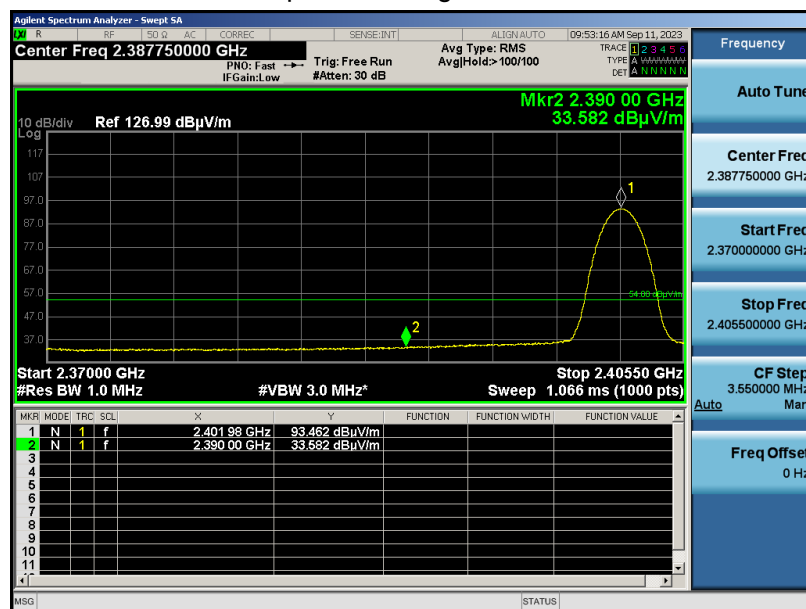 Agilent Spectrum Analyzer - Swept SA
LXI R RF 50 Ω AC CORREC SENSE:INT ALIGN AUTO 09:53:16 AM Sep 11, 2023
Center Freq 2.387750000 GHz
PNO: Fast
IFGain:Low
Trig: Free Run
#Atten: 30 dB
Avg Type: RMS
Avg|Hold:>100/100
TRACE 1 2 3 4 5 6
TYPE A WWWWW
DET A N N N N N
Mkr2 2.390 00 GHz
33.582 dBµV/m
10 dB/div Ref 126.99 dBµV/m
Log
117
107
97.0
87.0
77.0
67.0
57.0
47.0
37.0
1
54.00 dBµV/m
2
Start 2.37000 GHz Stop 2.40550 GHz
#Res BW 1.0 MHz #VBW 3.0 MHz* Sweep 1.066 ms (1000 pts)
MKR MODE TRC SCL X Y FUNCTION FUNCTION WIDTH FUNCTION VALUE
1 N 1 f 2.401 98 GHz 93.462 dBµV/m
2 N 1 f 2.390 00 GHz 33.582 dBµV/m
3
4
5
6
7
8
9
10
11
MSG STATUS
Frequency
Auto Tune
Center Freq
2.387750000 GHz
Start Freq
2.370000000 GHz
Stop Freq
2.405500000 GHz
CF Step
3.550000 MHz
Auto Man
Freq Offset
0 Hz